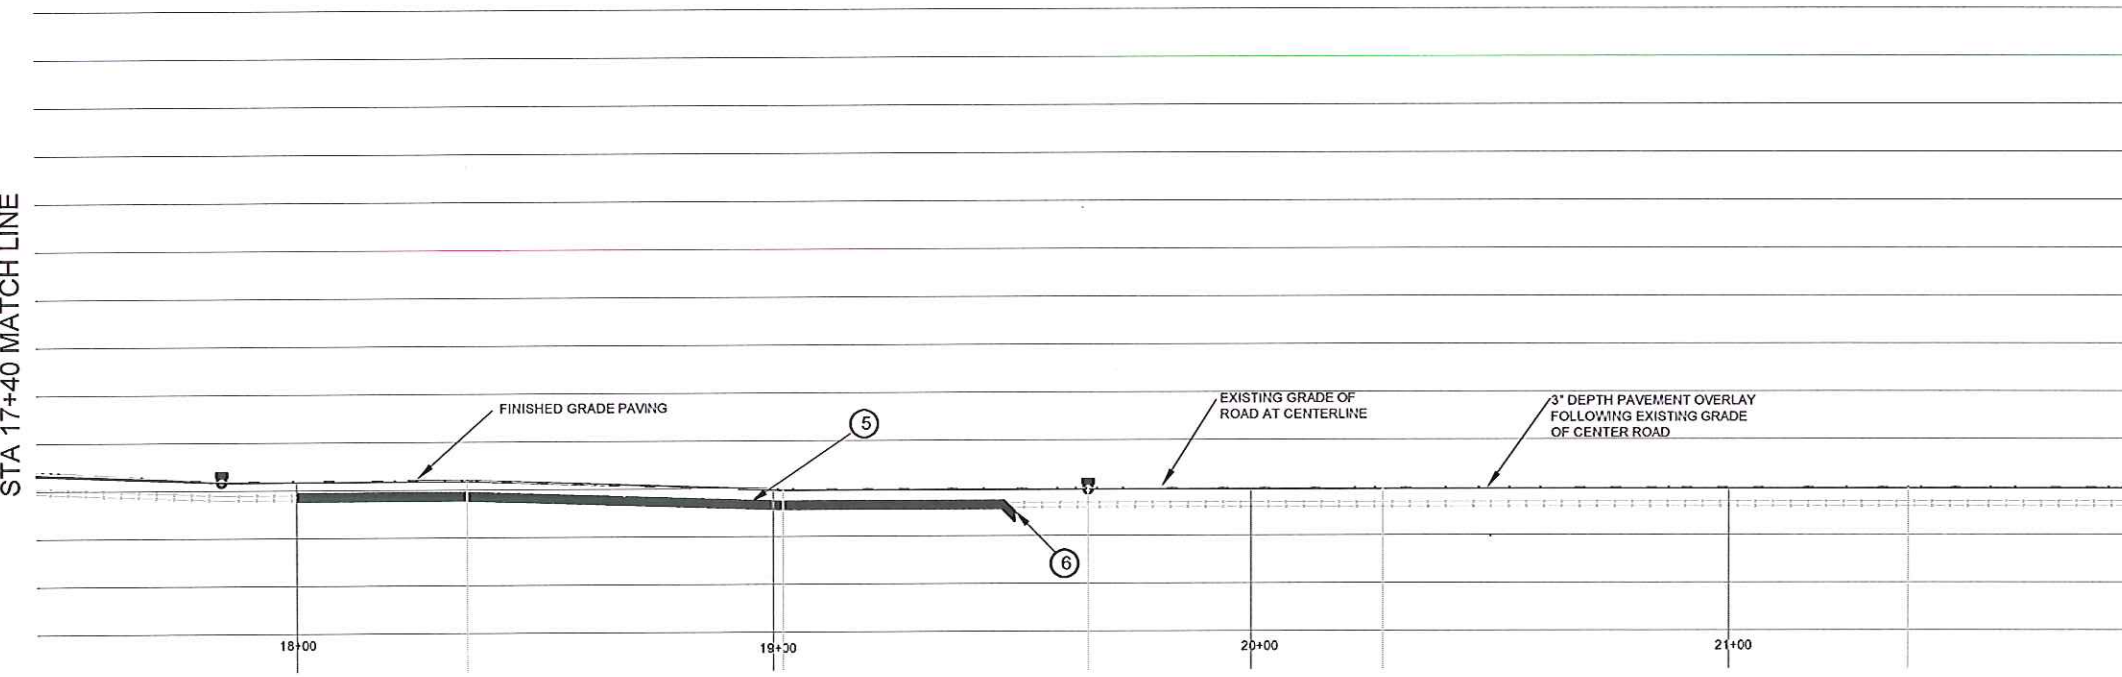 STA 17+40 MATCH LINE
FINISHED GRADE PAVING
5
EXISTING GRADE OF
ROAD AT CENTERLINE
3" DEPTH PAVEMENT OVERLAY
FOLLOWING EXISTING GRADE
OF CENTER ROAD
6
18+00
19+00
20+00
21+00